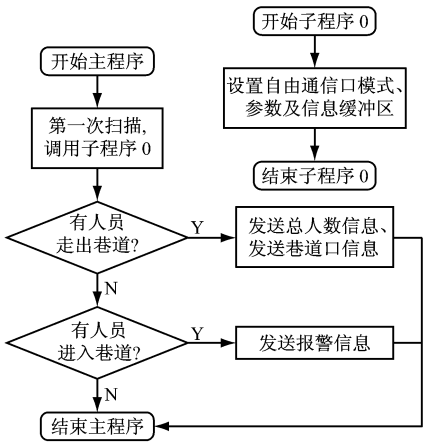 开始子程序 0
设置自由通信口模式、
参数及信息缓冲区
结束子程序 0
开始主程序
第一次扫描,
调用子程序 0
有人员
走出巷道?
Y
发送总人数信息、
发送巷道口信息
N
有人员
进入巷道?
Y
发送报警信息
N
结束主程序